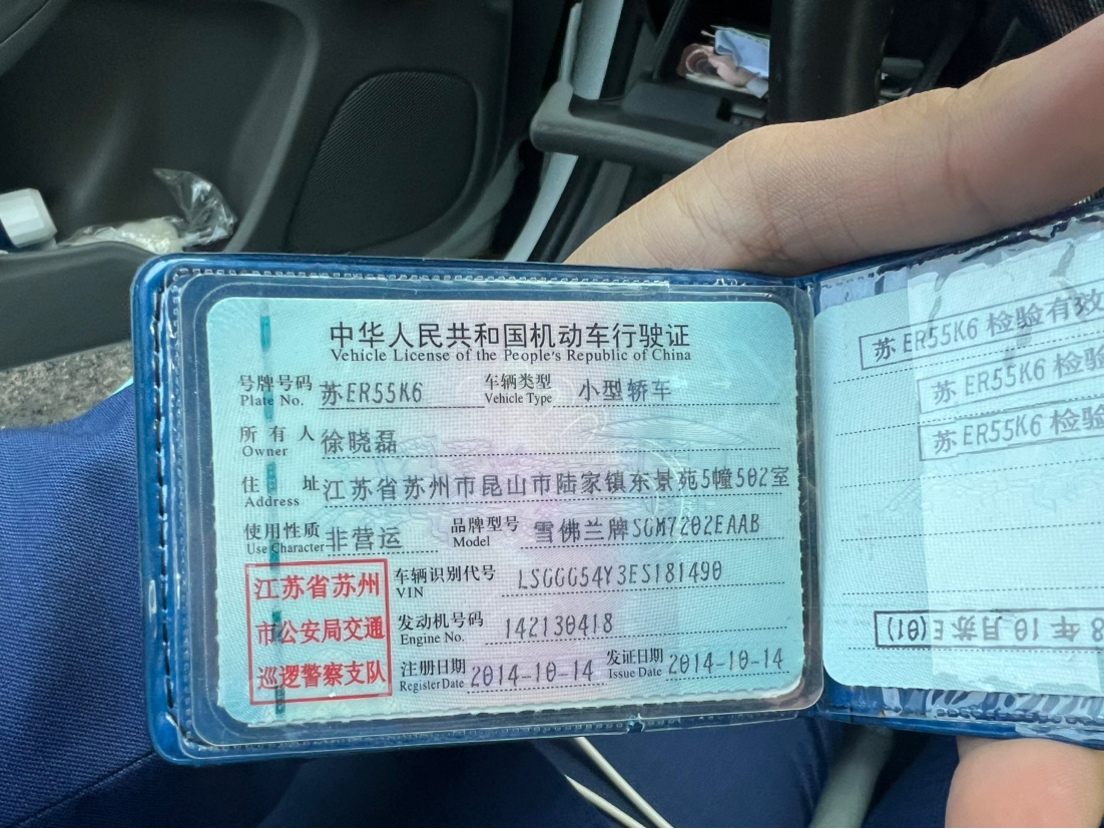 中华人民共和国机动车行驶证
Vehicle License of the People's Republic of China
号牌号码 苏ER55K6 车辆类型 小型轿车
Plate No. Vehicle Type
所有人 徐晓磊
Owner
住址 江苏省苏州市昆山市陆家镇东景苑5幢502室
Address
使用性质 非营运 品牌型号 雪佛兰牌SGM7202EAAB
Use Character Model
江苏省苏州
市公安局交通
巡逻警察支队
车辆识别代号 LSGGG54Y3ES181490
VIN
发动机号码 142130418
Engine No.
注册日期 2014-10-14 发证日期 2014-10-14
Register Date Issue Date
苏ER55K6 检验有效
苏ER55K6 检验
苏ER55K6 检验
8年10月苏E(01)